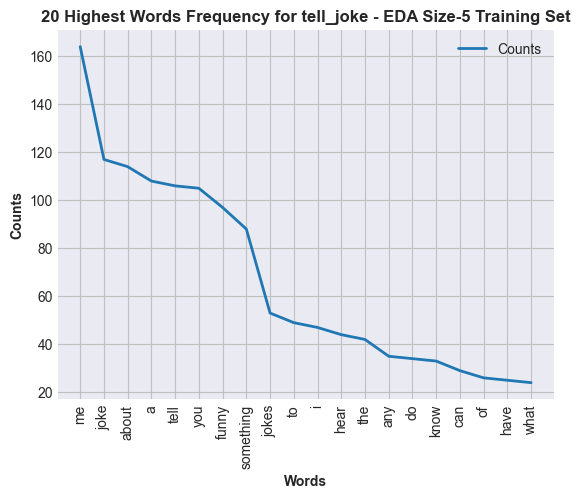 20 Highest Words Frequency for tell_joke - EDA Size-5 Training Set
Counts
160
140
120
100
80
60
40
20
Counts
me
joke
about
a
tell
you
funny
something
jokes
to
i
hear
the
any
do
know
can
of
have
what
Words